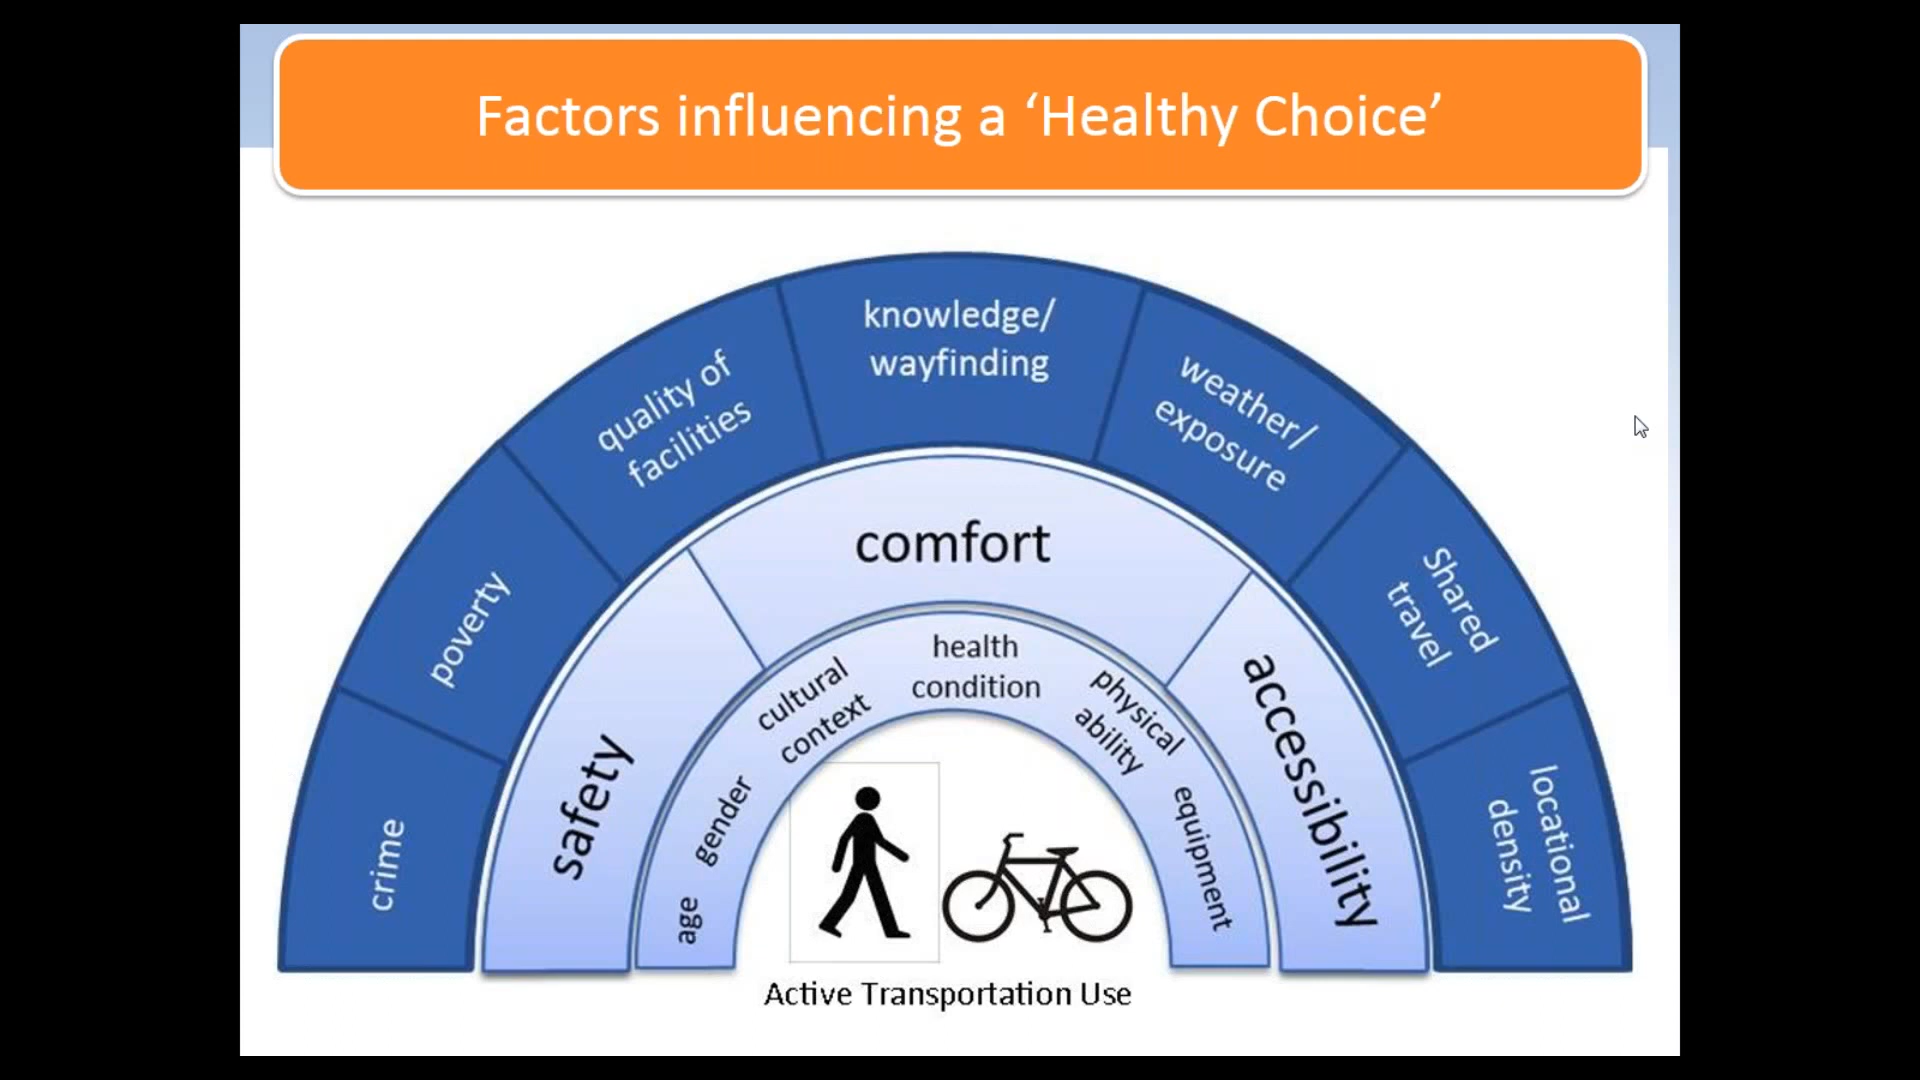 Factors influencing a ‘Healthy Choice’
crime
poverty
quality of
facilities
knowledge/
wayfinding
weather/
exposure
Shared
travel
locational
density
safety
comfort
accessibility
age
gender
cultural
context
health
condition
physical
ability
equipment
Active Transportation Use